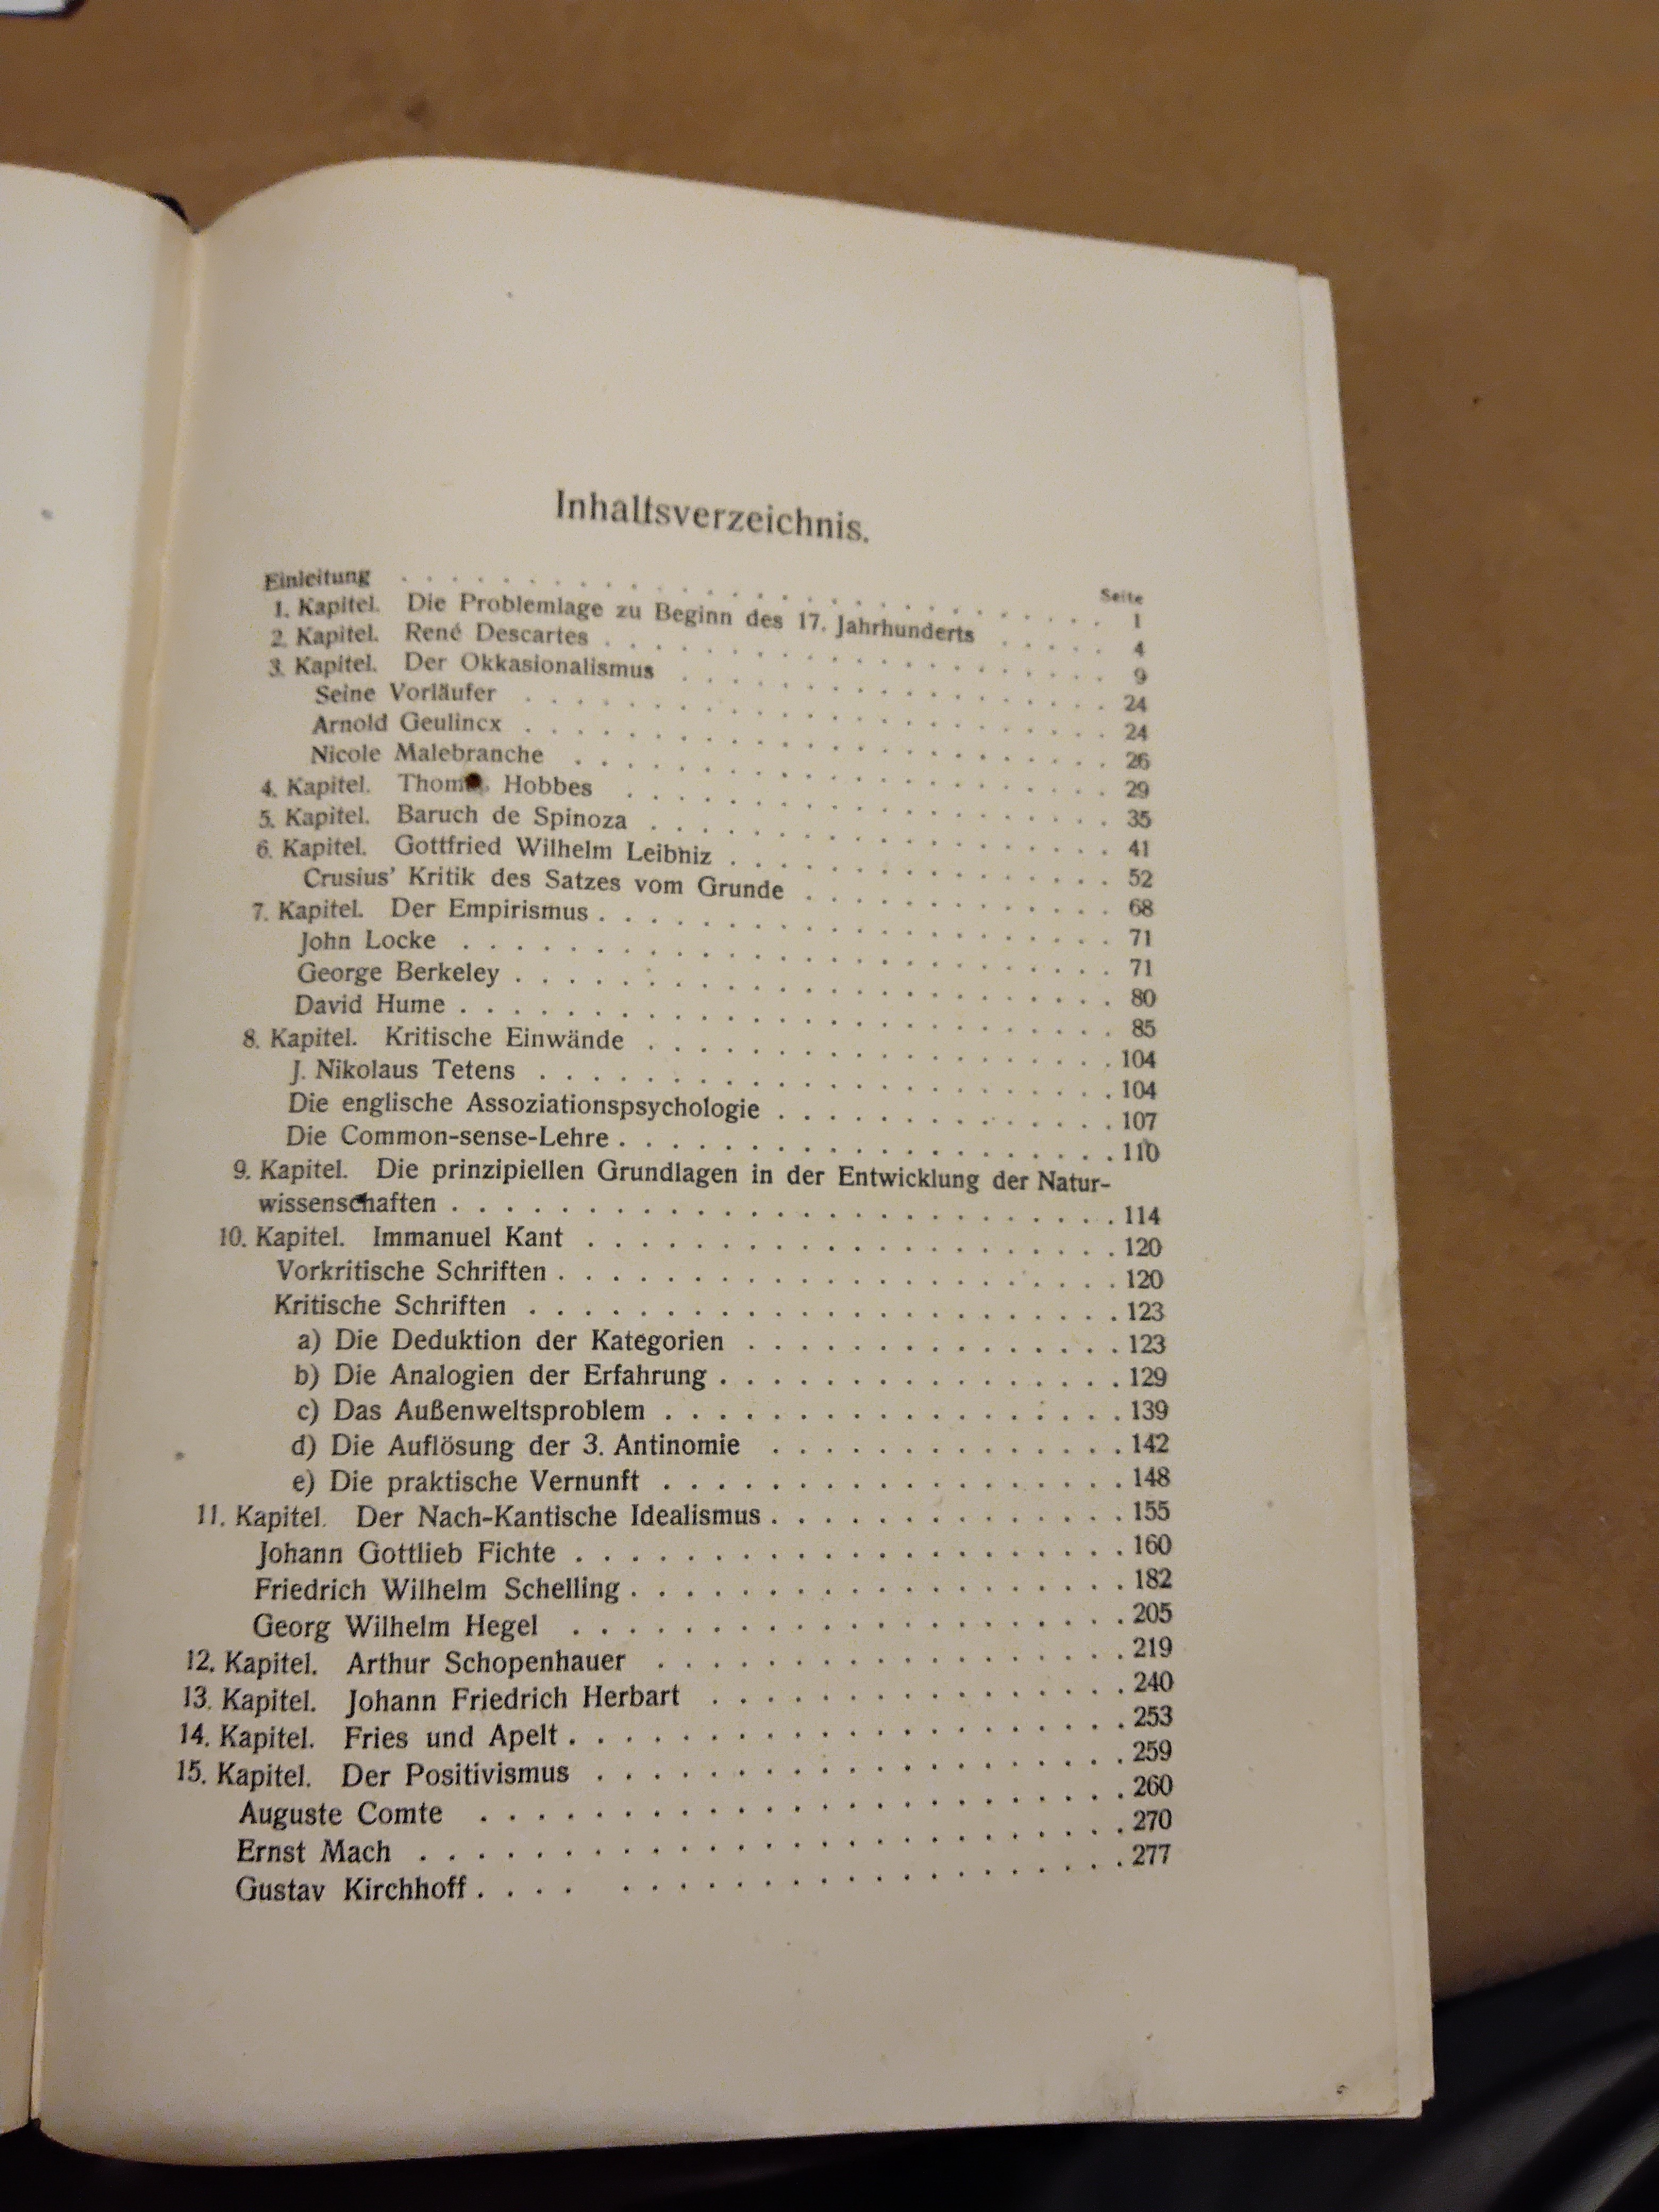 Inhaltsverzeichnis.
Seite
Einleitung . . . . . . . . . . . . . . . . . . . . 1
1. Kapitel. Die Problemlage zu Beginn des 17. Jahrhunderts . . . . . 4
2. Kapitel. René Descartes . . . . . . . . . . . . . . . . . . 9
3. Kapitel. Der Okkasionalismus . . . . . . . . . . . . . . . . 24
Seine Vorläufer . . . . . . . . . . . . . . . . . . . . 24
Arnold Geulincx . . . . . . . . . . . . . . . . . . . . 26
Nicole Malebranche . . . . . . . . . . . . . . . . . . . 29
4. Kapitel. Thomas Hobbes . . . . . . . . . . . . . . . . . . 35
5. Kapitel. Baruch de Spinoza . . . . . . . . . . . . . . . . . 41
6. Kapitel. Gottfried Wilhelm Leibniz . . . . . . . . . . . . . . 52
Crusius' Kritik des Satzes vom Grunde . . . . . . . . . . . . 68
7. Kapitel. Der Empirismus . . . . . . . . . . . . . . . . . . 71
John Locke . . . . . . . . . . . . . . . . . . . . . . 71
George Berkeley . . . . . . . . . . . . . . . . . . . . 80
David Hume . . . . . . . . . . . . . . . . . . . . . . 85
8. Kapitel. Kritische Einwände . . . . . . . . . . . . . . . . 104
J. Nikolaus Tetens . . . . . . . . . . . . . . . . . . . 104
Die englische Assoziationspsychologie . . . . . . . . . . . . 107
Die Common-sense-Lehre . . . . . . . . . . . . . . . . . 110
9. Kapitel. Die prinzipiellen Grundlagen in der Entwicklung der Natur-
wissenschaften . . . . . . . . . . . . . . . . . . . . . 114
10. Kapitel. Immanuel Kant . . . . . . . . . . . . . . . . . . 120
Vorkritische Schriften . . . . . . . . . . . . . . . . . . 120
Kritische Schriften . . . . . . . . . . . . . . . . . . . 123
a) Die Deduktion der Kategorien . . . . . . . . . . . . . . 123
b) Die Analogien der Erfahrung . . . . . . . . . . . . . . . 129
c) Das Außenweltsproblem . . . . . . . . . . . . . . . . . 139
d) Die Auflösung der 3. Antinomie . . . . . . . . . . . . . 142
e) Die praktische Vernunft . . . . . . . . . . . . . . . . 148
11. Kapitel. Der Nach-Kantische Idealismus . . . . . . . . . . . . 155
Johann Gottlieb Fichte . . . . . . . . . . . . . . . . . . 160
Friedrich Wilhelm Schelling . . . . . . . . . . . . . . . . 182
Georg Wilhelm Hegel . . . . . . . . . . . . . . . . . . 205
12. Kapitel. Arthur Schopenhauer . . . . . . . . . . . . . . . . 219
13. Kapitel. Johann Friedrich Herbart . . . . . . . . . . . . . . 240
14. Kapitel. Fries und Apelt . . . . . . . . . . . . . . . . . . 253
15. Kapitel. Der Positivismus . . . . . . . . . . . . . . . . . 259
Auguste Comte . . . . . . . . . . . . . . . . . . . . . 260
Ernst Mach . . . . . . . . . . . . . . . . . . . . . . 270
Gustav Kirchhoff . . . . . . . . . . . . . . . . . . . . 277